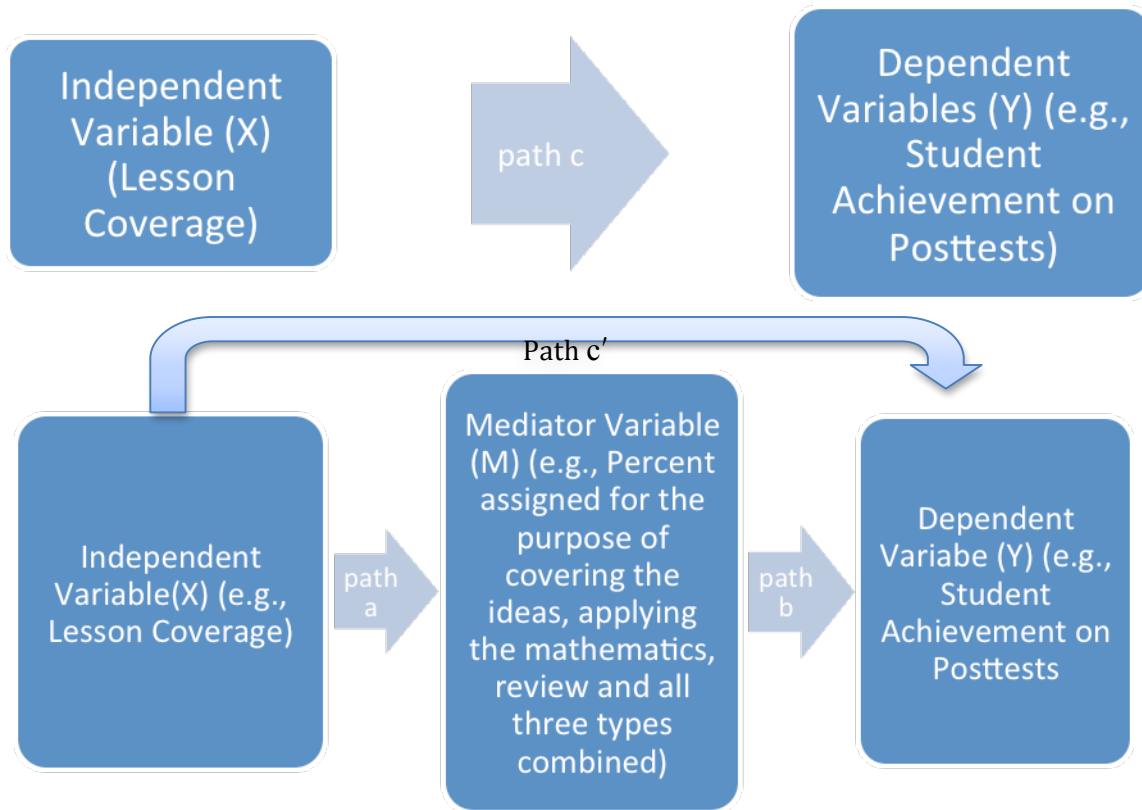 Independent
Variable (X)
(Lesson
Coverage)
path c
Dependent
Variables (Y) (e.g.,
Student
Achievement on
Posttests)
Path c′
Independent
Variable(X) (e.g.,
Lesson Coverage)
path
a
Mediator Variable
(M) (e.g., Percent
assigned for the
purpose of
covering the
ideas, applying
the mathematics,
review and all
three types
combined)
path
b
Dependent
Variabe (Y) (e.g.,
Student
Achievement on
Posttests